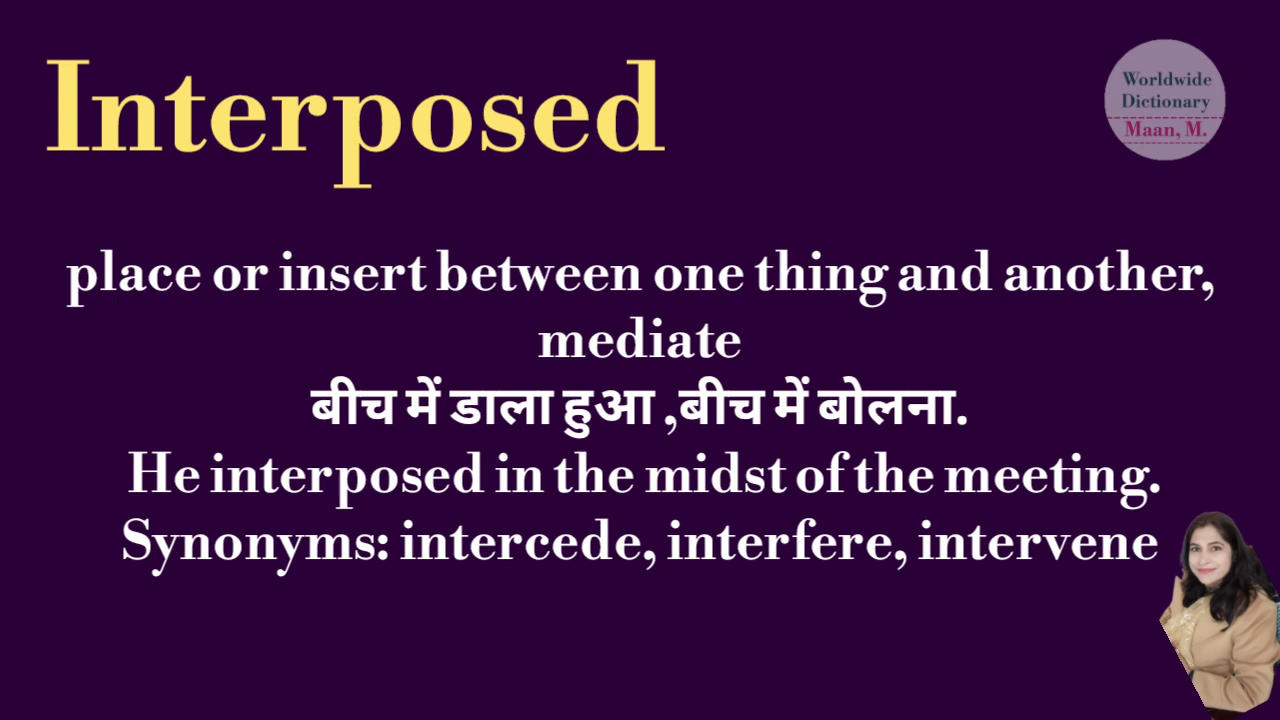 Interposed
Worldwide
Dictionary
Maan, M.
place or insert between one thing and another,
mediate
बीच में डाला हुआ ,बीच में बोलना.
He interposed in the midst of the meeting.
Synonyms: intercede, interfere, intervene